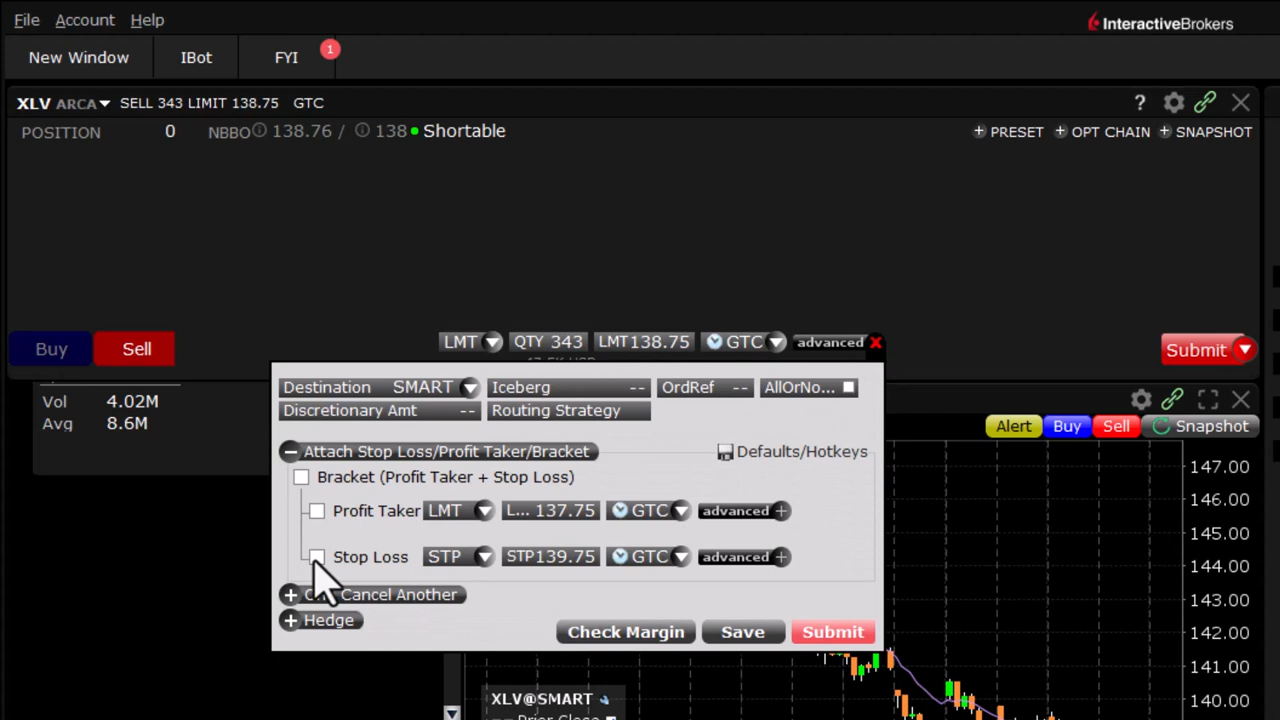 File Account Help
InteractiveBrokers
New Window IBot FYI 1
XLV ARCA SELL 343 LIMIT 138.75 GTC ?
POSITION 0 NBBO 138.76 / 138 Shortable + PRESET + OPT CHAIN + SNAPSHOT
Buy Sell LMT QTY 343 LMT 138.75 GTC advanced Submit
Destination SMART Iceberg -- OrdRef -- AllOrNo...
Discretionary Amt -- Routing Strategy
Vol 4.02M
Avg 8.6M
Alert Buy Sell Snapshot
Attach Stop Loss/Profit Taker/Bracket Defaults/Hotkeys
Bracket (Profit Taker + Stop Loss)
Profit Taker LMT L... 137.75 GTC advanced +
Stop Loss STP STP 139.75 GTC advanced +
Cancel Another
+ Hedge
Check Margin Save Submit
147.00
146.00
145.00
144.00
143.00
142.00
141.00
140.00
XLV@SMART
Prior Close